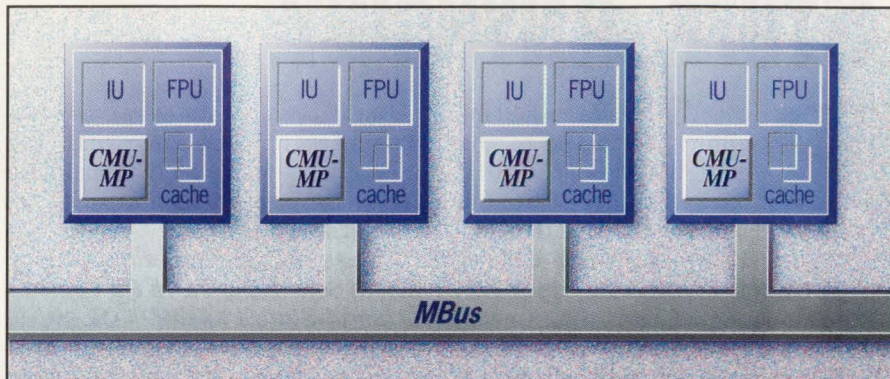 IU FPU
CMU-
MP
cache
IU FPU
CMU-
MP
cache
IU FPU
CMU-
MP
cache
IU FPU
CMU-
MP
cache
MBus